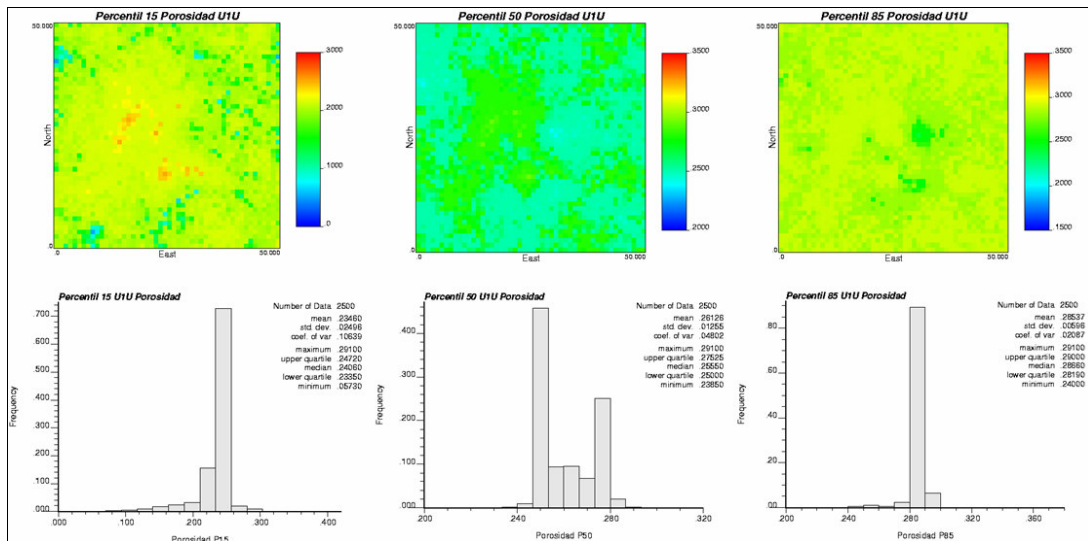 Percentil 15 Porosidad U1U
50.000
North
.0
.0
East
50.000
.3000
.2000
.1000
.0
Percentil 50 Porosidad U1U
50.000
North
.0
.0
East
50.000
.3500
.3000
.2500
.2000
Percentil 85 Porosidad U1U
50.000
North
.0
.0
East
50.000
.3500
.3000
.2500
.1500
Percentil 15 U1U Porosidad
Number of Data 2500
mean .23460
std. dev. .02496
coef. of var .10639
maximum .29100
upper quartile .24720
median .24060
lower quartile .23350
minimum .05730
Frequency
.700
.600
.500
.400
.300
.200
.100
.000
.000 .100 .200 .300 .400
Porosidad P15
Percentil 50 U1U Porosidad
Number of Data 2500
mean .26126
std. dev. .01255
coef. of var .04802
maximum .29100
upper quartile .27525
median .25550
lower quartile .25000
minimum .23850
Frequency
.400
.300
.200
.100
.000
.200 .240 .280 .320
Porosidad P50
Percentil 85 U1U Porosidad
Number of Data 2500
mean .28537
std. dev. .00596
coef. of var .02087
maximum .29100
upper quartile .29000
median .28660
lower quartile .28190
minimum .24000
Frequency
.80
.60
.40
.20
.00
.200 .240 .280 .320 .360
Porosidad P85